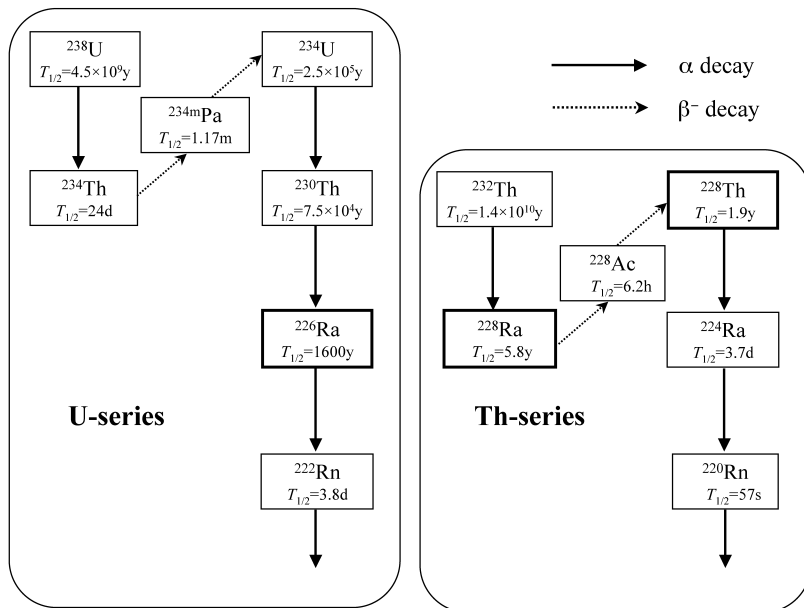 ²³⁸U
T₁/₂=4.5×10⁹y
²³⁴ᵐPa
T₁/₂=1.17m
²³⁴Th
T₁/₂=24d
²³⁴U
T₁/₂=2.5×10⁵y
²³⁰Th
T₁/₂=7.5×10⁴y
²²⁶Ra
T₁/₂=1600y
²²²Rn
T₁/₂=3.8d
U-series
α decay
β⁻ decay
²³²Th
T₁/₂=1.4×10¹⁰y
²²⁸Ac
T₁/₂=6.2h
²²⁸Ra
T₁/₂=5.8y
²²⁸Th
T₁/₂=1.9y
²²⁴Ra
T₁/₂=3.7d
²²⁰Rn
T₁/₂=57s
Th-series